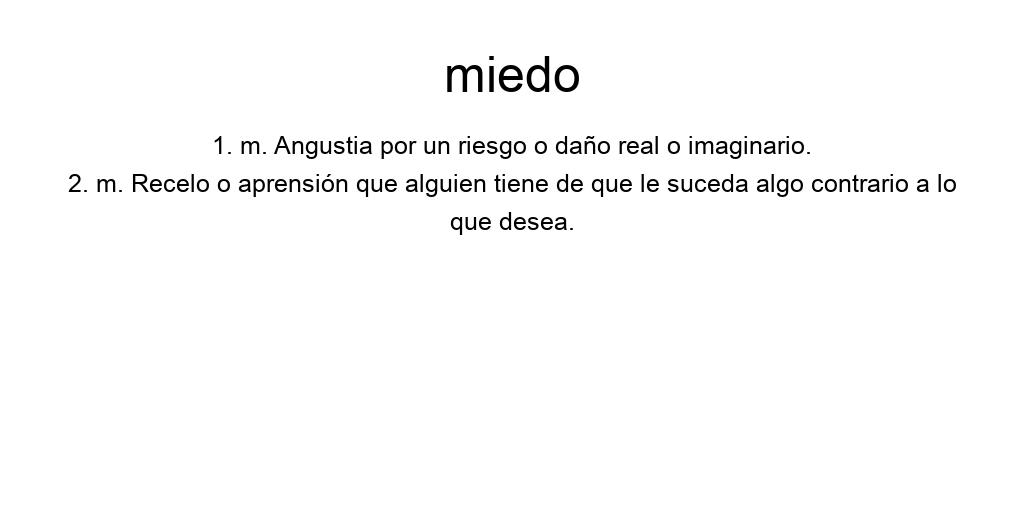 miedo
1. m. Angustia por un riesgo o daño real o imaginario.
2. m. Recelo o aprensión que alguien tiene de que le suceda algo contrario a lo
que desea.